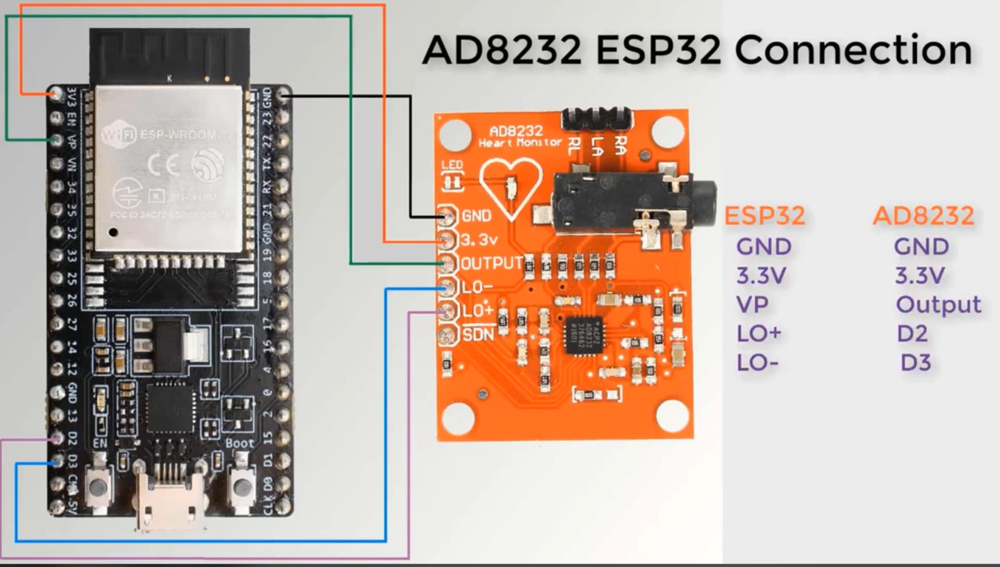 AD8232 ESP32 Connection
K
WiFi ESP-WROOM-32
CE
R
3V3
EN
VP
VN
34
35
32
33
25
26
27
14
12
GND
13
D2
D3
5V
GND
23
22
TX
RX
21
GND
19
18
5
17
16
4
0
2
15
D1
D0
CLK
EN
Boot
AD8232
Heart Monitor
RL
LA
RA
LED
GND
3.3v
OUTPUT
LO-
LO+
SDN
ESP32 AD8232
GND GND
3.3V 3.3V
VP Output
LO+ D2
LO- D3